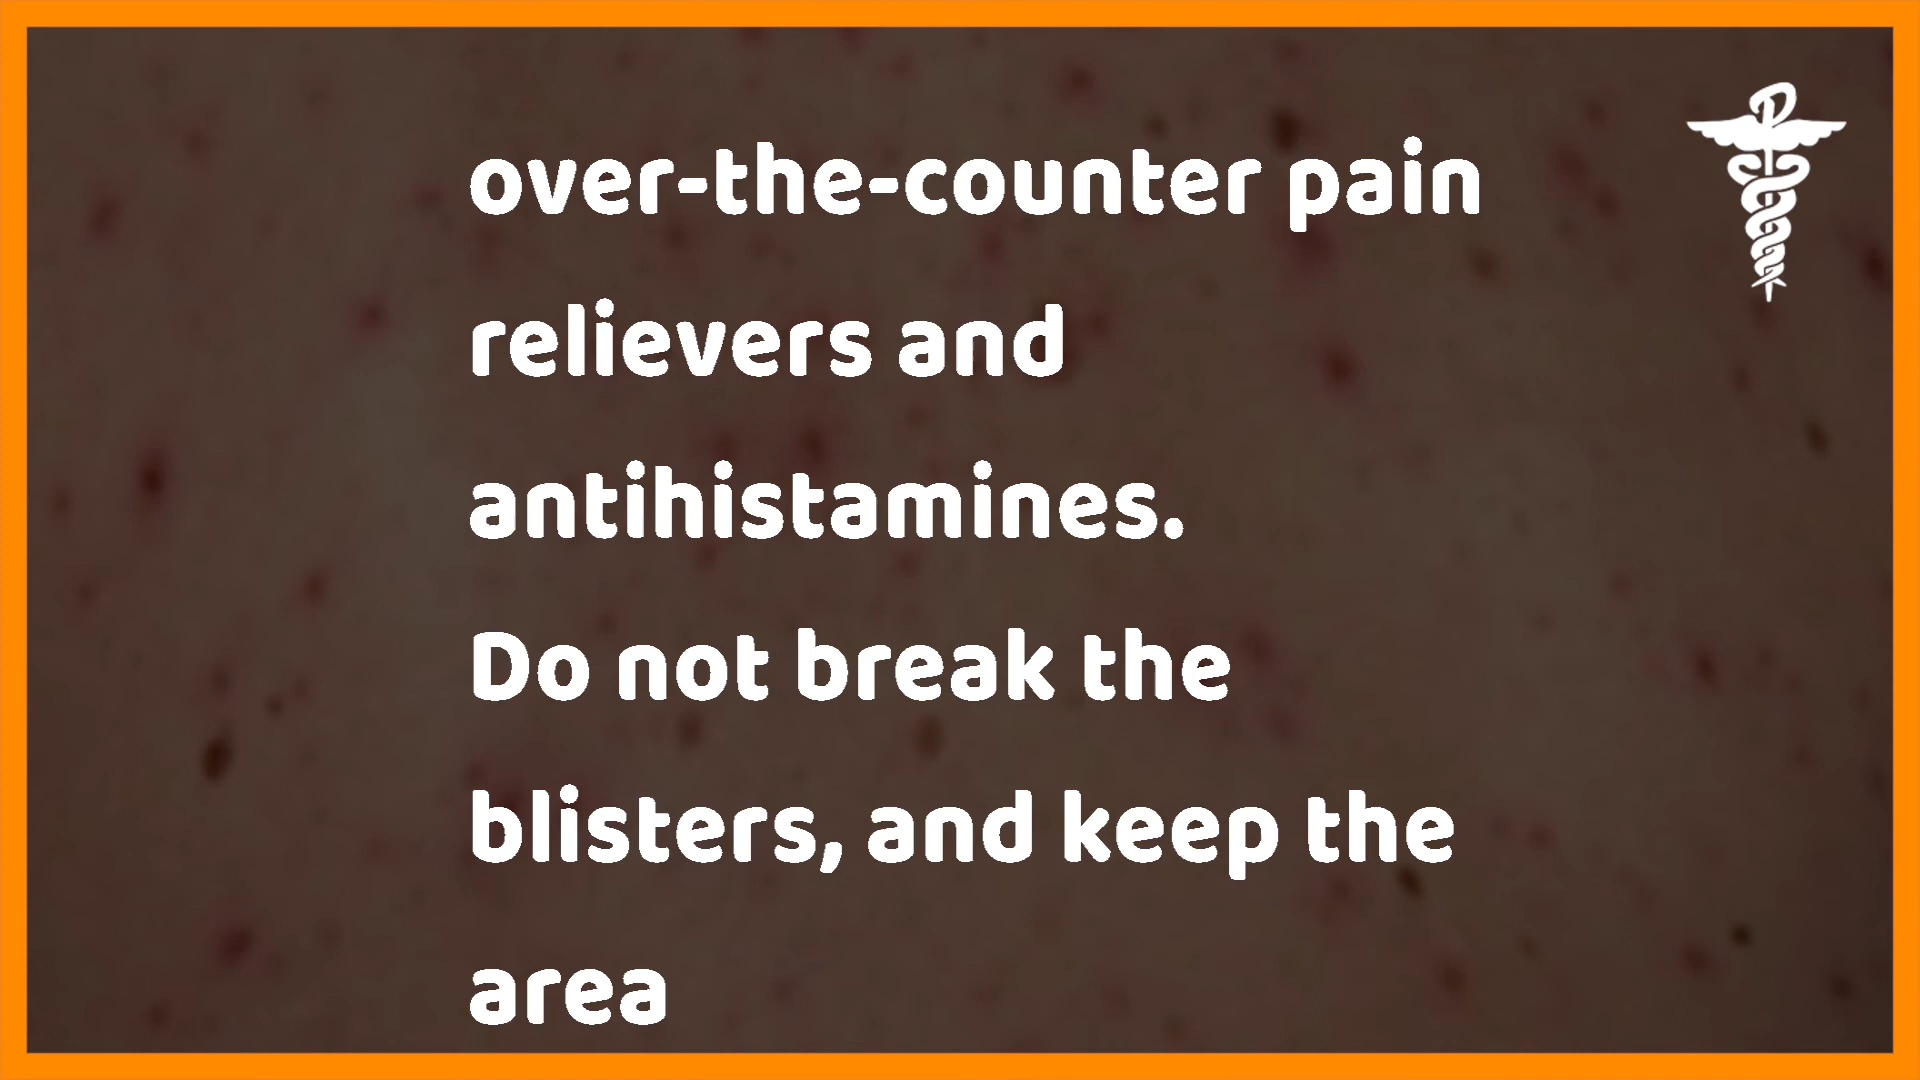 over-the-counter pain
relievers and
antihistamines.
Do not break the
blisters, and keep the
area